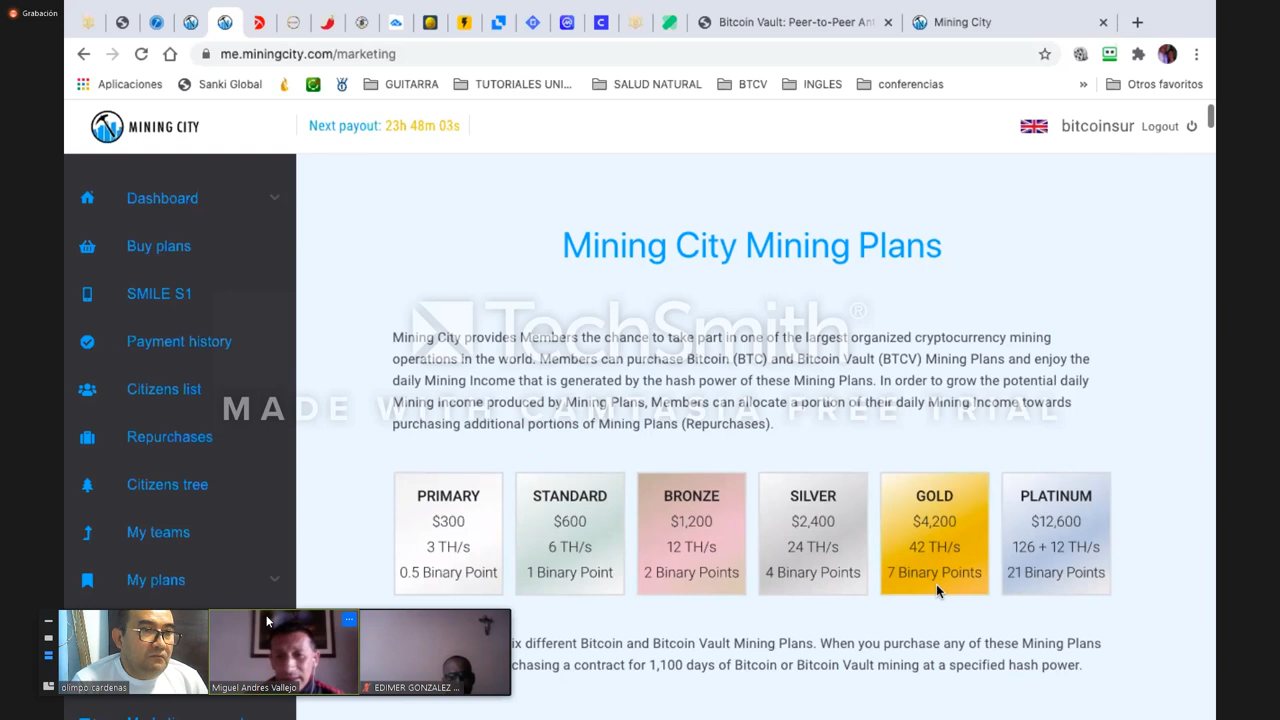 Grabación
Bitcoin Vault: Peer-to-Peer An
Mining City
me.miningcity.com/marketing
Aplicaciones
Sanki Global
GUITARRA
TUTORIALES UNI...
SALUD NATURAL
BTCV
INGLES
conferencias
»
Otros favoritos
MINING CITY
Next payout: 23h 48m 03s
bitcoinsur
Logout
Dashboard
Buy plans
SMILE S1
Payment history
Citizens list
Repurchases
Citizens tree
My teams
My plans
Mining City Mining Plans
Mining City provides Members the chance to take part in one of the largest organized cryptocurrency mining
operations in the world. Members can purchase Bitcoin (BTC) and Bitcoin Vault (BTCV) Mining Plans and enjoy the
daily Mining Income that is generated by the hash power of these Mining Plans. In order to grow the potential daily
Mining income produced by Mining Plans, Members can allocate a portion of their daily Mining Income towards
purchasing additional portions of Mining Plans (Repurchases).
TechSmith®
MADE WITH CAMTASIA FREE TRIAL
PRIMARY
$300
3 TH/s
0.5 Binary Point
STANDARD
$600
6 TH/s
1 Binary Point
BRONZE
$1,200
12 TH/s
2 Binary Points
SILVER
$2,400
24 TH/s
4 Binary Points
GOLD
$4,200
42 TH/s
7 Binary Points
PLATINUM
$12,600
126 + 12 TH/s
21 Binary Points
ix different Bitcoin and Bitcoin Vault Mining Plans. When you purchase any of these Mining Plans
chasing a contract for 1,100 days of Bitcoin or Bitcoin Vault mining at a specified hash power.
olimpo cardenas
Miguel Andres Vallejo
EDIMER GONZALEZ ...